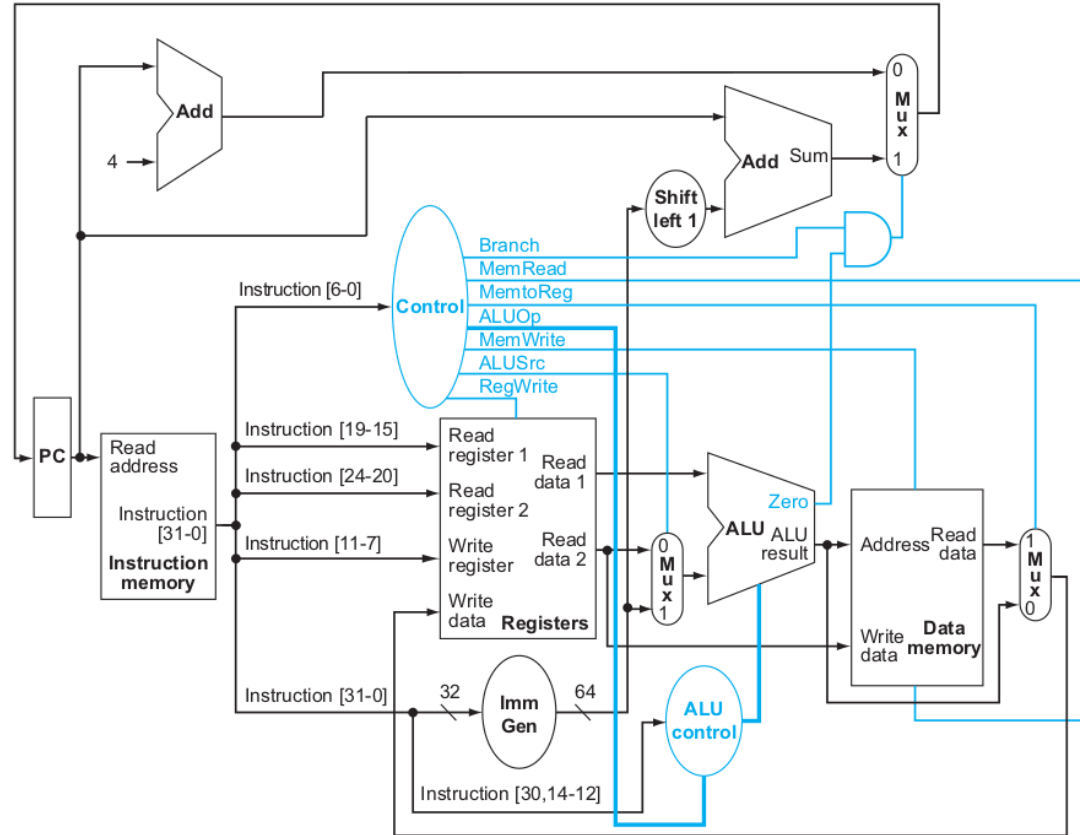 0
Mux
1
Add
4
Add Sum
Shift
left 1
Branch
MemRead
MemtoReg
ALUOp
MemWrite
ALUSrc
RegWrite
Instruction [6-0]
Control
PC
Read
address
Instruction
[31-0]
Instruction
memory
Instruction [19-15]
Instruction [24-20]
Instruction [11-7]
Read
register 1
Read
register 2
Write
register
Write
data
Read
data 1
Read
data 2
Registers
0
Mux
1
Zero
ALU
ALU
result
Address
Read
data
Write
data
Data
memory
1
Mux
0
Instruction [31-0]
32
Imm
Gen
64
ALU
control
Instruction [30,14-12]